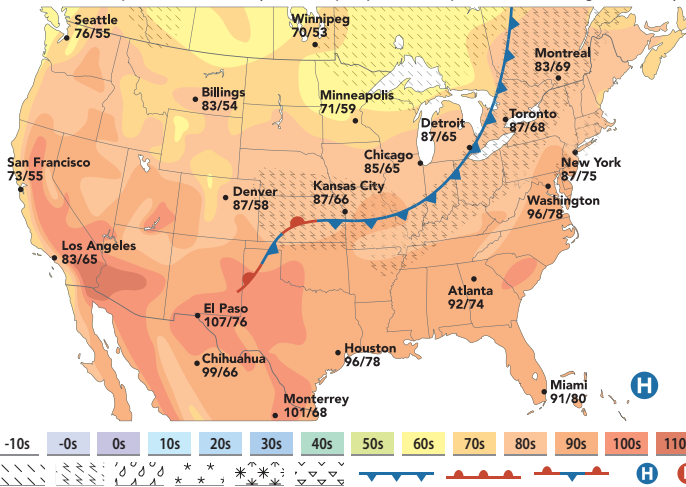 Seattle
76/55
Winnipeg
70/53
Montreal
83/69
Billings
83/54
Minneapolis
71/59
Toronto
87/68
Detroit
87/65
Chicago
85/65
New York
87/75
San Francisco
73/55
Denver
87/58
Kansas City
87/66
Washington
96/78
Los Angeles
83/65
Atlanta
92/74
El Paso
107/76
Houston
96/78
Chihuahua
99/66
Miami
91/80
H
Monterrey
101/68
-10s -0s 0s 10s 20s 30s 40s 50s 60s 70s 80s 90s 100s 110
H